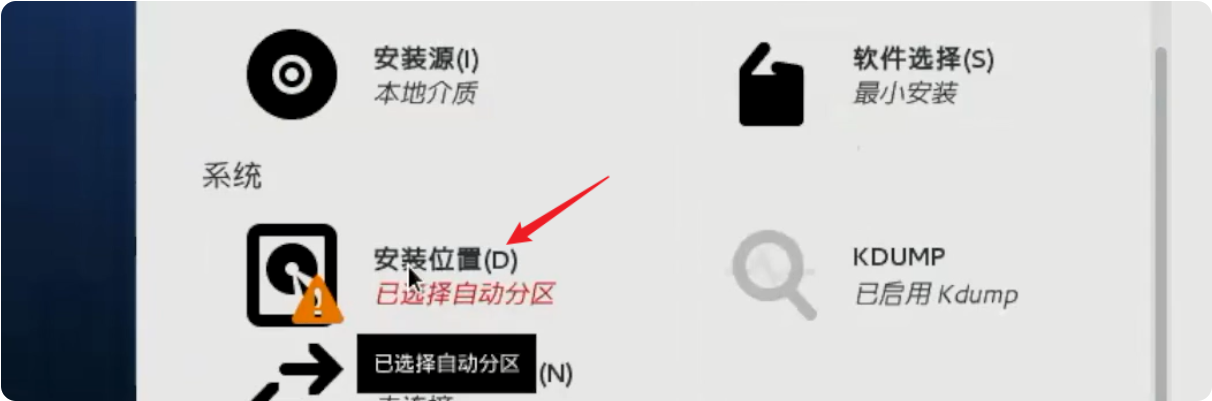 安装源(I)
本地介质
软件选择(S)
最小安装
系统
安装位置(D)
已选择自动分区
KDUMP
已启用 Kdump
已选择自动分区
(N)